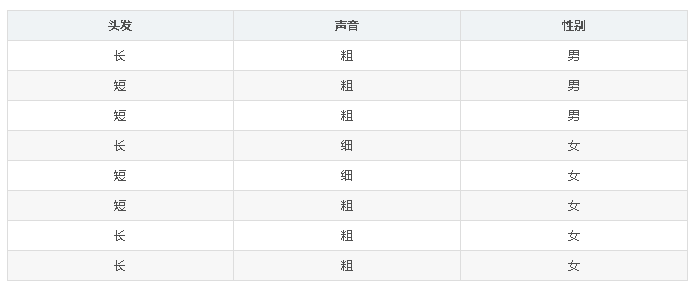 头发 声音 性别
长 粗 男
短 粗 男
短 粗 男
长 细 女
短 细 女
短 粗 女
长 粗 女
长 粗 女